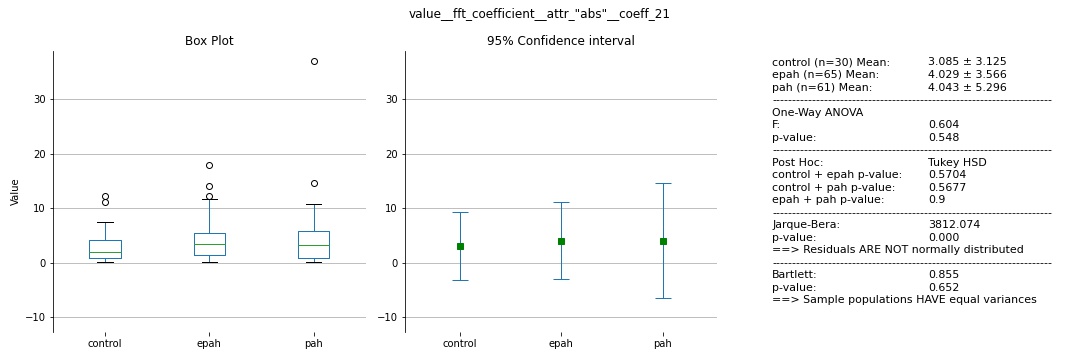 value__fft_coefficient__attr_"abs"__coeff_21
Box Plot
Value
30
20
10
0
−10
control
epah
pah
95% Confidence interval
30
20
10
0
−10
control
epah
pah
control (n=30) Mean: 3.085 ± 3.125
epah (n=65) Mean: 4.029 ± 3.566
pah (n=61) Mean: 4.043 ± 5.296
One-Way ANOVA
F: 0.604
p-value: 0.548
Post Hoc: Tukey HSD
control + epah p-value: 0.5704
control + pah p-value: 0.5677
epah + pah p-value: 0.9
Jarque-Bera: 3812.074
p-value: 0.000
==> Residuals ARE NOT normally distributed
Bartlett: 0.855
p-value: 0.652
==> Sample populations HAVE equal variances